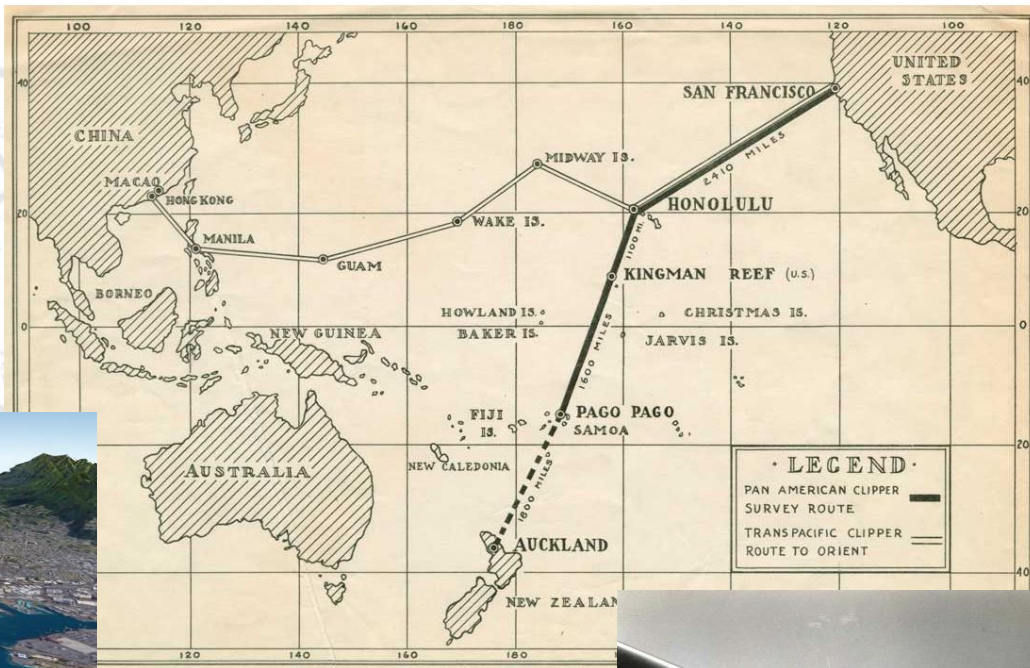 100 120 140 160 180 160 140 120 100
UNITED
STATES
40 40
SAN FRANCISCO
CHINA
2410 MILES
MIDWAY IS.
MACAO
HONG KONG
HONOLULU
20 20
WAKE IS.
1100 MI.
MANILA
GUAM
KINGMAN REEF (U.S.)
BORNEO
HOWLAND IS.
CHRISTMAS IS.
0 0
NEW GUINEA
BAKER IS.
JARVIS IS.
1600 MILES
FIJI
IS.
PAGO PAGO
SAMOA
20
NEW CALEDONIA
AUSTRALIA
1800 MILES
· LEGEND ·
PAN AMERICAN CLIPPER
SURVEY ROUTE
TRANSPACIFIC CLIPPER
ROUTE TO ORIENT
AUCKLAND
40
NEW ZEALAN
120 140 160 180